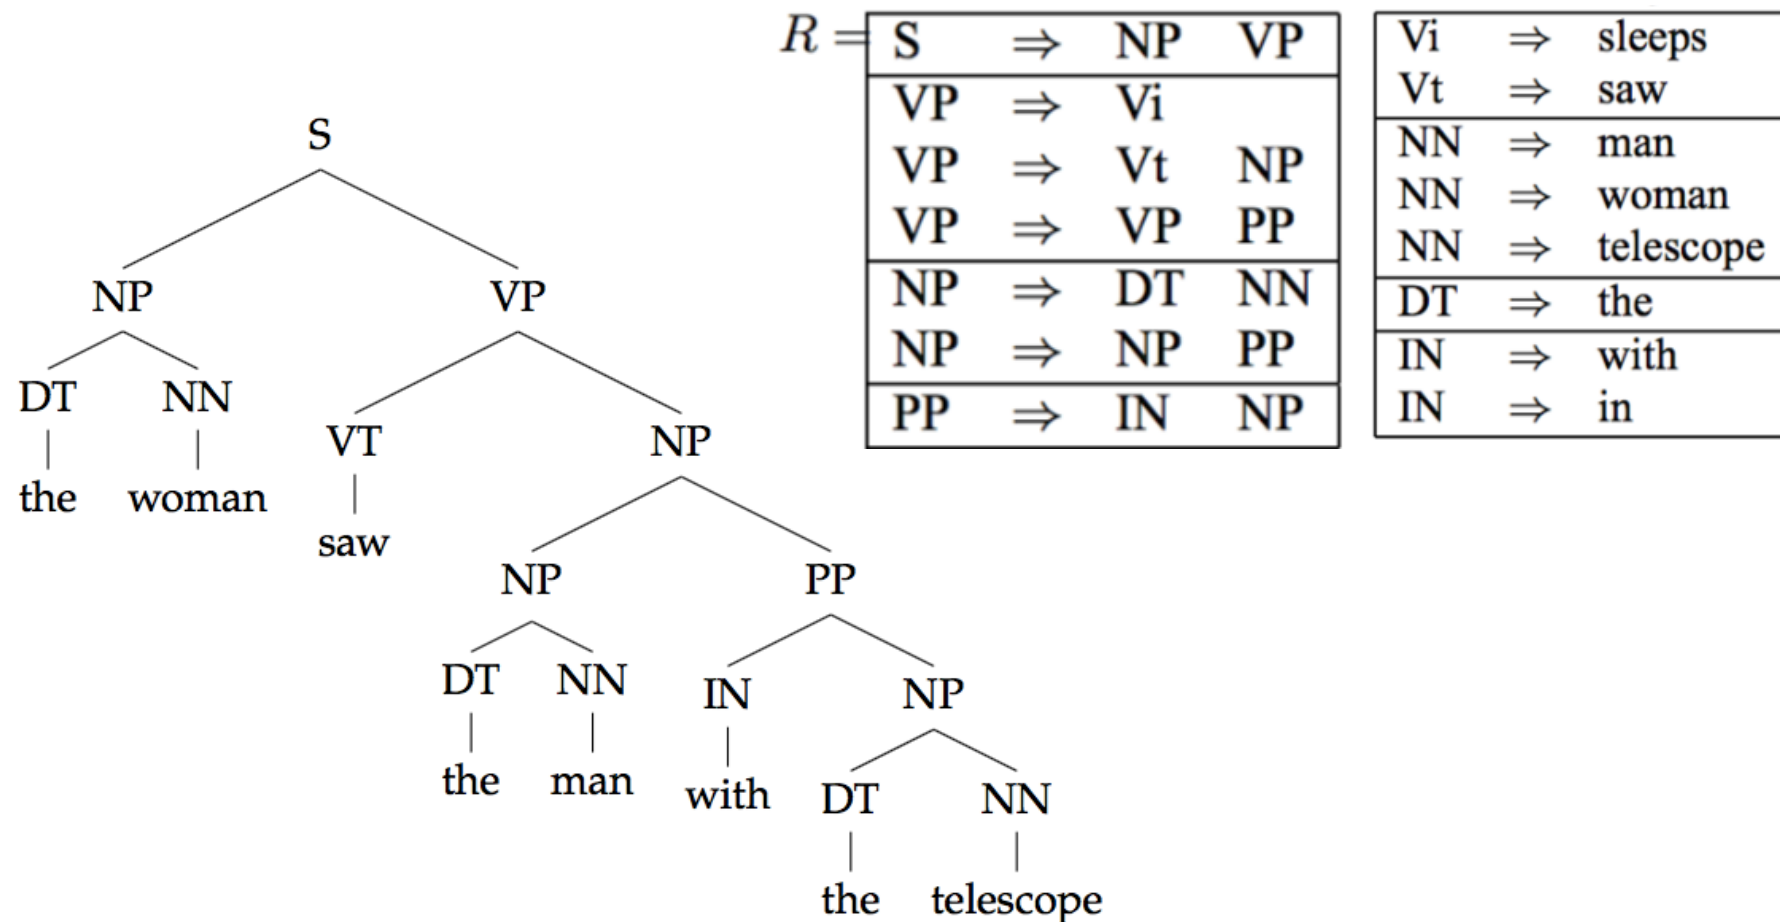 R = S ⇒ NP VP
VP ⇒ Vi
VP ⇒ Vt NP
VP ⇒ VP PP
NP ⇒ DT NN
NP ⇒ NP PP
PP ⇒ IN NP
Vi ⇒ sleeps
Vt ⇒ saw
NN ⇒ man
NN ⇒ woman
NN ⇒ telescope
DT ⇒ the
IN ⇒ with
IN ⇒ in
S
NP VP
DT NN VT NP
the woman saw
NP PP
DT NN IN NP
the man with DT NN
the telescope